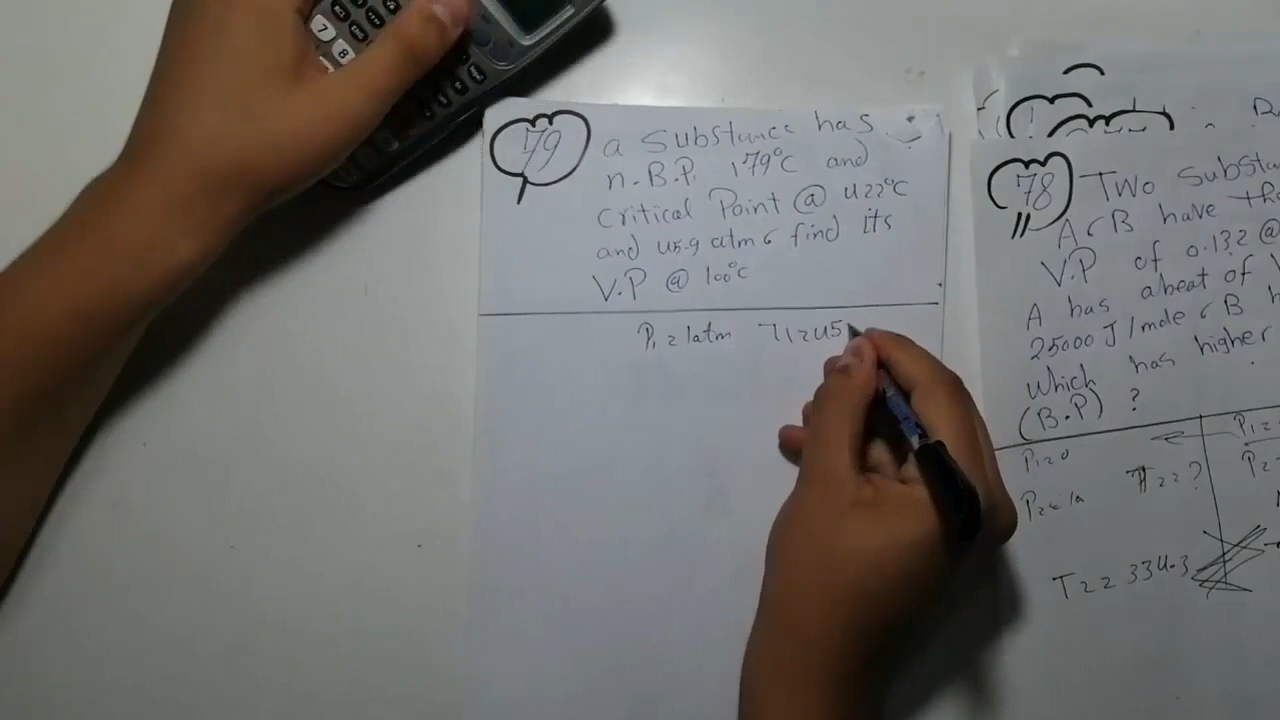 79
a substance has
n.B.P. 179°C and
Critical Point @ 422°C
and 45.9 atm, find its
V.P @ 100°C
P1 = 1atm T1 = 45
78
Two Substa
A & B have the
V.P of 0.132 @
A has a heat of V
25000 J/mole & B h
Which has higher
(B.P) ?
P1 = 0
P1 =
P2 = 1a T2 = ?
P2 =
T2 = 334.3
7
8